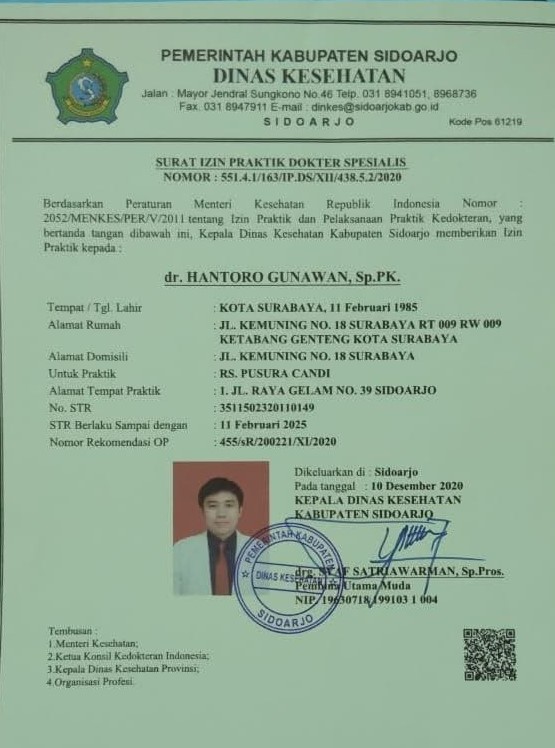 PEMERINTAH KABUPATEN SIDOARJO
DINAS KESEHATAN
Jalan : Mayor Jendral Sungkono No.46 Telp. 031 8941051, 8968736
Fax. 031 8947911 E-mail : dinkes@sidoarjokab.go.id
S I D O A R J O Kode Pos 61219
SURAT IZIN PRAKTIK DOKTER SPESIALIS
NOMOR : 551.4.1/163/IP.DS/XII/438.5.2/2020
Berdasarkan Peraturan Menteri Kesehatan Republik Indonesia Nomor :
2052/MENKES/PER/V/2011 tentang Izin Praktik dan Pelaksanaan Praktik Kedokteran, yang
bertanda tangan dibawah ini, Kepala Dinas Kesehatan Kabupaten Sidoarjo memberikan Izin
Praktik kepada :
dr. HANTORO GUNAWAN, Sp.PK.
Tempat / Tgl. Lahir : KOTA SURABAYA, 11 Februari 1985
Alamat Rumah : JL. KEMUNING NO. 18 SURABAYA RT 009 RW 009
KETABANG GENTENG KOTA SURABAYA
Alamat Domisili : JL. KEMUNING NO. 18 SURABAYA
Untuk Praktik : RS. PUSURA CANDI
Alamat Tempat Praktik : 1. JL. RAYA GELAM NO. 39 SIDOARJO
No. STR : 3511502320110149
STR Berlaku Sampai dengan : 11 Februari 2025
Nomor Rekomendasi OP : 455/sR/200221/XI/2020
Dikeluarkan di : Sidoarjo
Pada tanggal : 10 Desember 2020
KEPALA DINAS KESEHATAN
KABUPATEN SIDOARJO
PEMERINTAH KABUPATEN
DINAS KESEHATAN
SIDOARJO
drg. SATRIAWARMAN, Sp.Pros.
Pembina Utama Muda
NIP. 19630718 199103 1 004
Tembusan :
1.Menteri Kesehatan;
2.Ketua Konsil Kedokteran Indonesia;
3.Kepala Dinas Kesehatan Provinsi;
4.Organisasi Profesi.